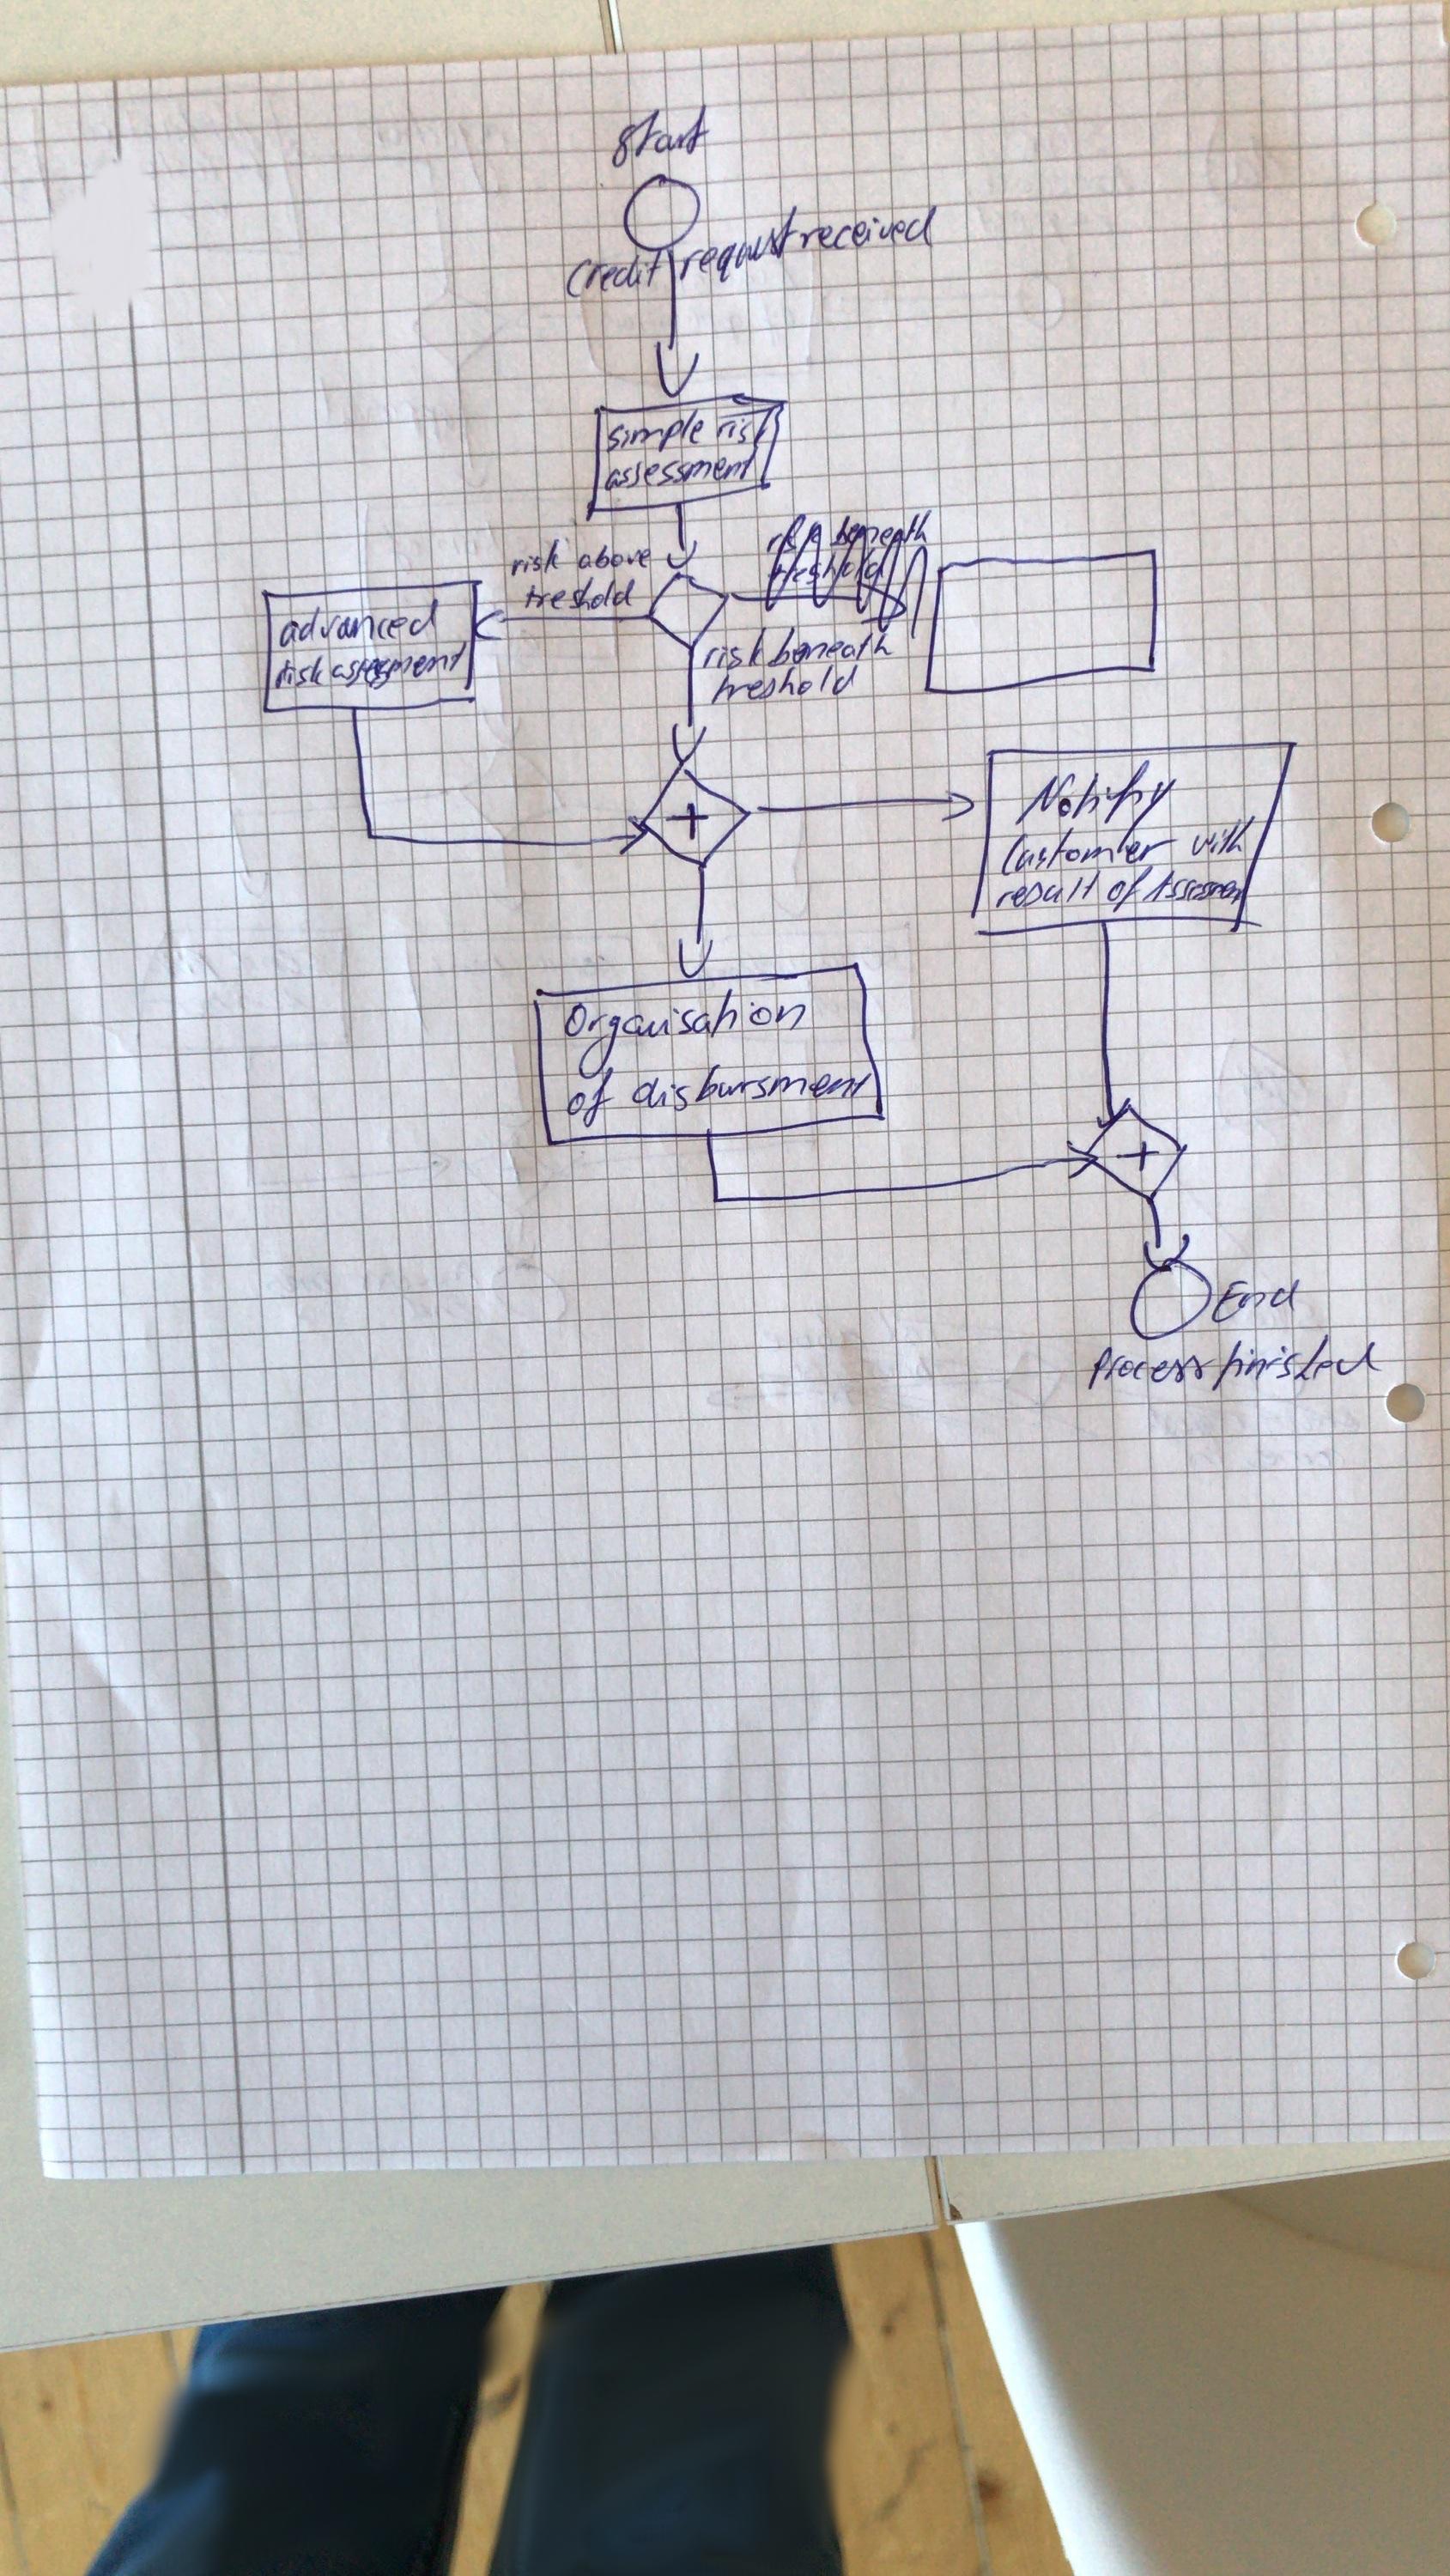 Start
Credit request received
simple risk
assessment
risk above
treshold
risk beneath
treshold
advanced
risk assessment
risk beneath
treshold
+
Notify
Customer with
result of Assessment
Organisation
of disbursment
+
End
Process finished